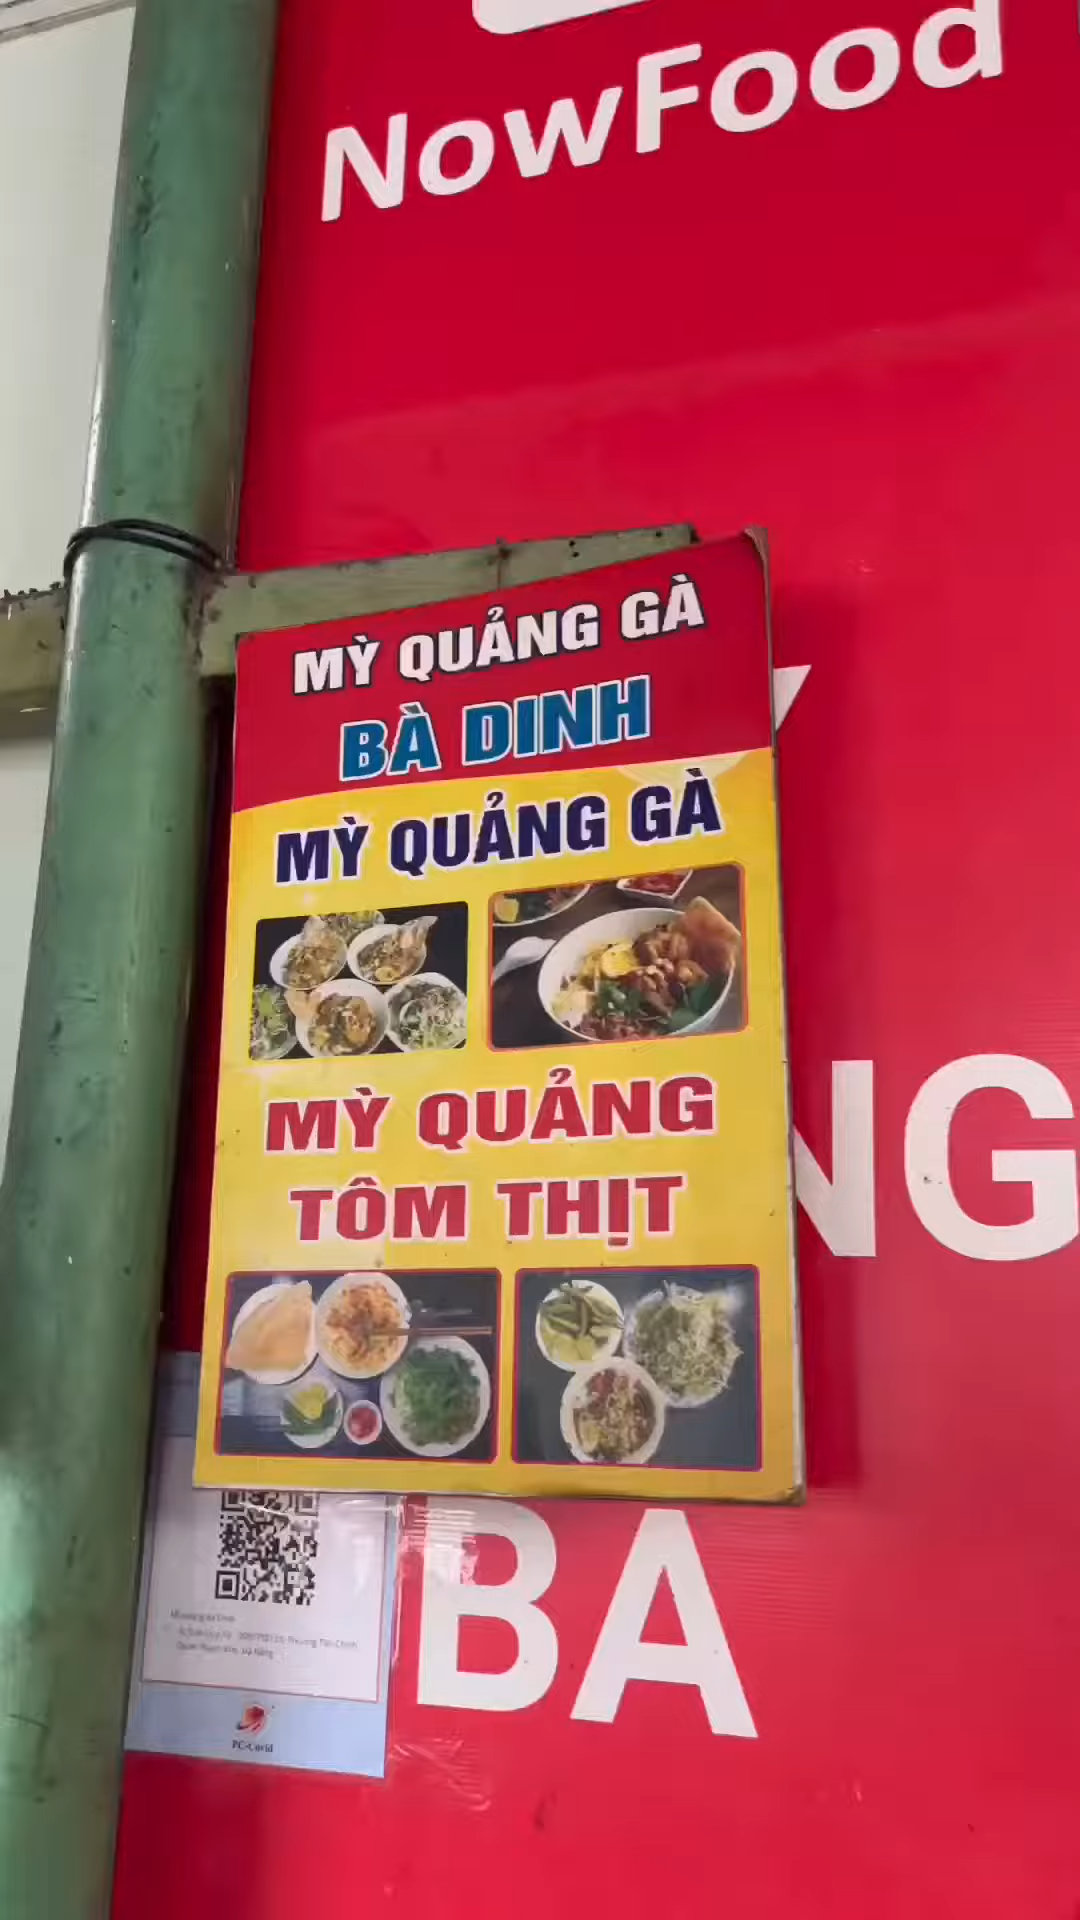 NowFood
MỲ QUẢNG GÀ
BÀ DINH
MỲ QUẢNG GÀ
MỲ QUẢNG
TÔM THỊT
NG
BA
PC-Covid